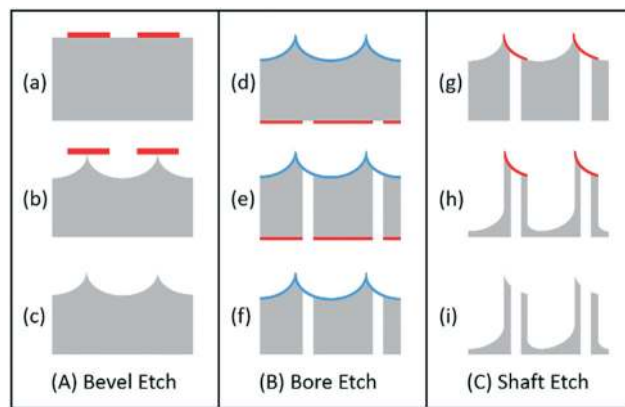 (a)
(b)
(c)
(A) Bevel Etch
(d)
(e)
(f)
(B) Bore Etch
(g)
(h)
(i)
(C) Shaft Etch